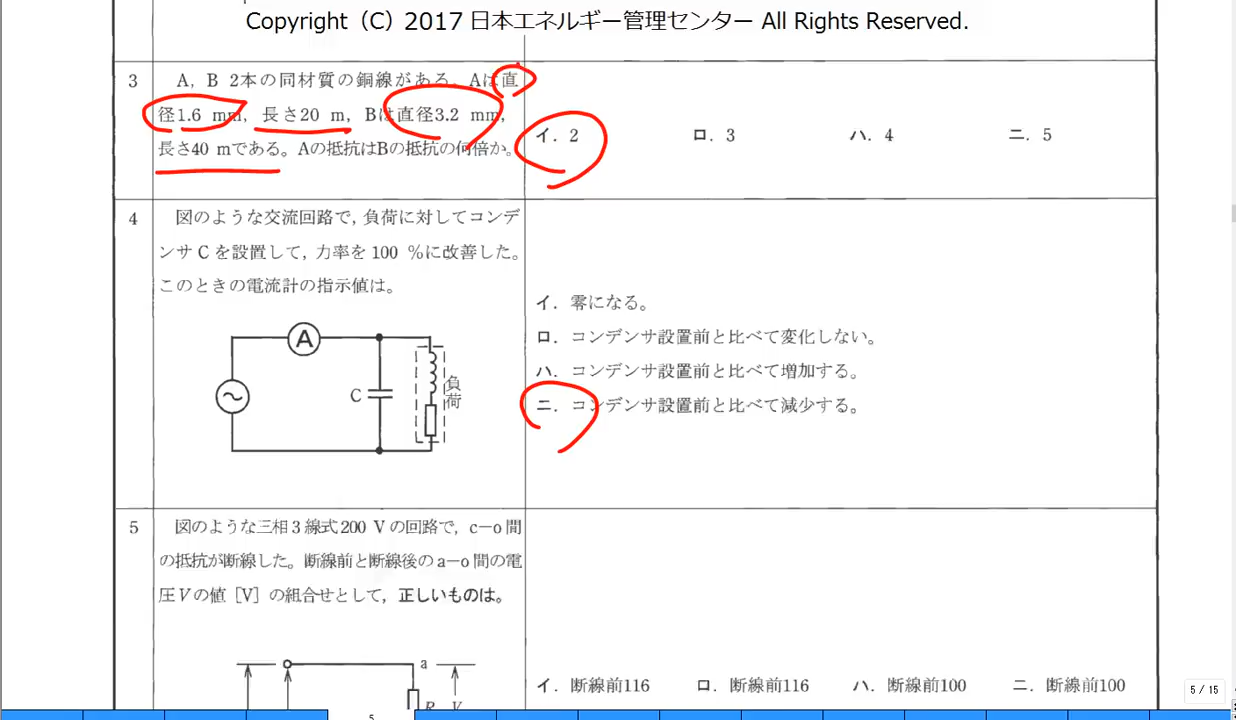 Copyright（C）2017 日本エネルギー管理センター All Rights Reserved.
3
A，B 2本の同材質の銅線がある。Aは直
径1.6 mm，長さ20 m，Bは直径3.2 mm，
長さ40 mである。Aの抵抗はBの抵抗の何倍か。
イ．2 ロ．3 ハ．4 ニ．5
4
図のような交流回路で，負荷に対してコンデ
ンサCを設置して，力率を100 %に改善した。
このときの電流計の指示値は。
A
C
負
荷
イ．零になる。
ロ．コンデンサ設置前と比べて変化しない。
ハ．コンデンサ設置前と比べて増加する。
ニ．コンデンサ設置前と比べて減少する。
5
図のような三相3線式200 Vの回路で，c－o間
の抵抗が断線した。断線前と断線後のa－o間の電
圧Vの値［V］の組合せとして，正しいものは。
a
R V
イ．断線前116 ロ．断線前116 ハ．断線前100 ニ．断線前100
5 / 15
5